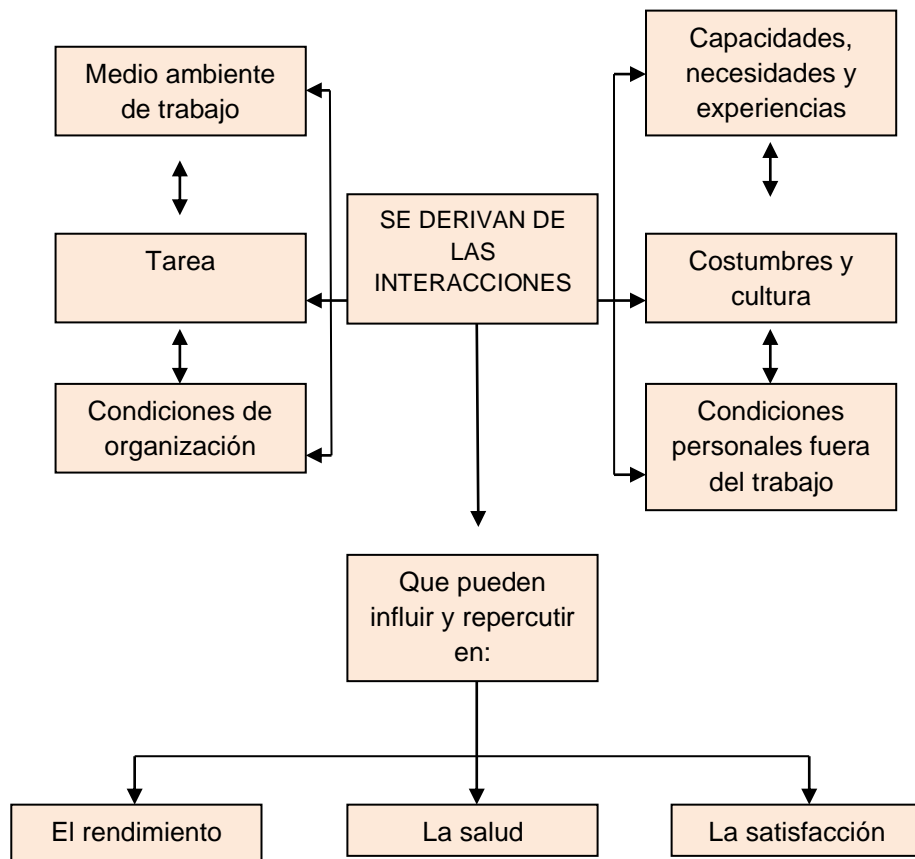 Medio ambiente
de trabajo
Capacidades,
necesidades y
experiencias
SE DERIVAN DE
LAS
INTERACCIONES
Tarea
Costumbres y
cultura
Condiciones de
organización
Condiciones
personales fuera
del trabajo
Que pueden
influir y repercutir
en:
El rendimiento
La salud
La satisfacción